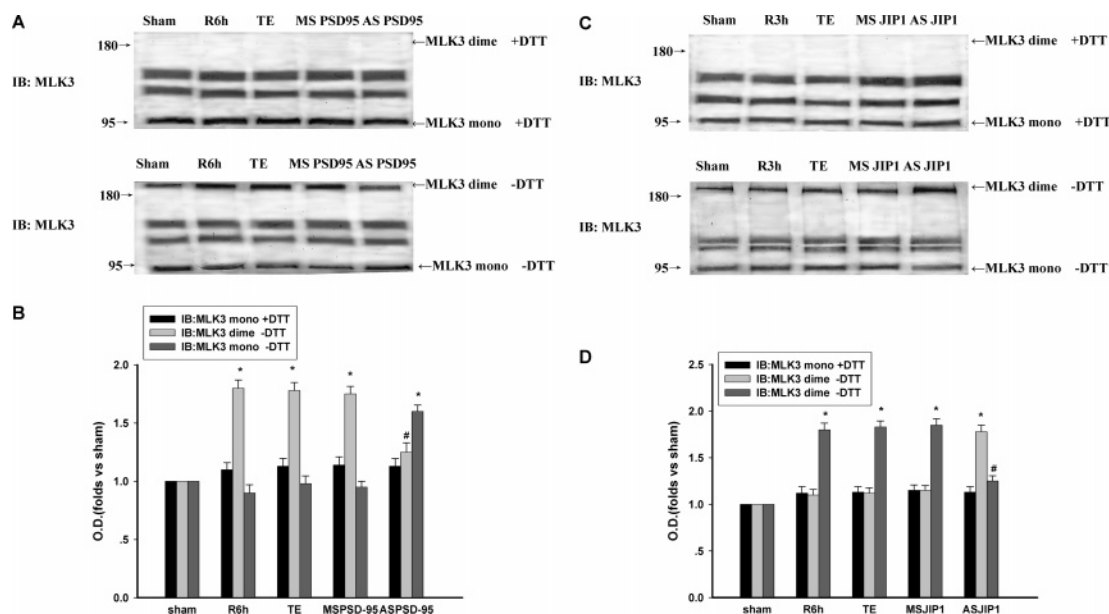 A
Sham R6h TE MS PSD95 AS PSD95
180→
←MLK3 dime +DTT
IB: MLK3
95→
←MLK3 mono +DTT
Sham R6h TE MS PSD95 AS PSD95
180→
←MLK3 dime -DTT
IB: MLK3
95→
←MLK3 mono -DTT
B
IB:MLK3 mono +DTT
IB:MLK3 dime -DTT
IB:MLK3 mono -DTT
O.D.(folds vs sham)
2.0
1.5
1.0
.5
0.0
* * * # *
sham R6h TE MSPSD-95 ASPSD-95
C
Sham R3h TE MS JIP1 AS JIP1
180→
←MLK3 dime +DTT
IB: MLK3
95→
←MLK3 mono +DTT
Sham R3h TE MS JIP1 AS JIP1
180→
←MLK3 dime -DTT
IB: MLK3
95→
←MLK3 mono -DTT
D
IB:MLK3 mono +DTT
IB:MLK3 dime -DTT
IB:MLK3 dime -DTT
O.D.(folds vs sham)
2.5
2.0
1.5
1.0
.5
0.0
* * * * #
sham R6h TE MSJIP1 ASJIP1